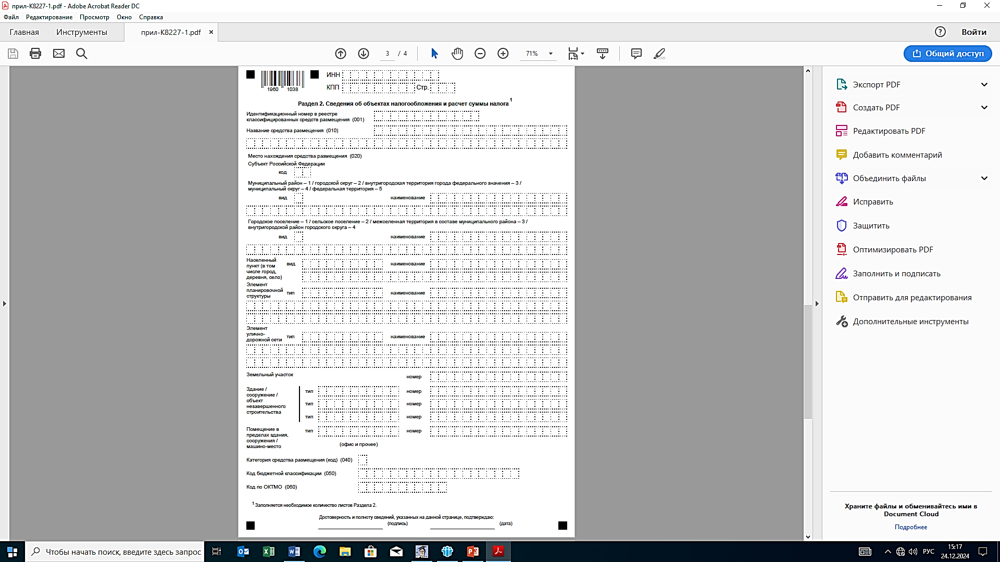 прил-К8227-1.pdf - Adobe Acrobat Reader DC
Файл Редактирование Просмотр Окно Справка
Главная Инструменты прил-К8227-1.pdf × ? Войти
3 / 4 71% Общий доступ
1960 1038
ИНН
КПП Стр.
Раздел 2. Сведения об объектах налогообложения и расчет суммы налога 1
Идентификационный номер в реестре
классифицированных средств размещения (001)
Название средства размещения (010)
Место нахождения средства размещения (020)
Субъект Российской Федерации
код
Муниципальный район – 1 / городской округ – 2 / внутригородская территория города федерального значения – 3 /
муниципальный округ – 4 / федеральная территория – 5
вид наименование
Городское поселение – 1 / сельское поселение – 2 / межселенная территория в составе муниципального района – 3 /
внутригородской район городского округа – 4
вид наименование
Населенный
пункт (в том
числе город,
деревня, село)
вид наименование
Элемент
планировочной
структуры
тип наименование
Элемент
улично-
дорожной сети
тип наименование
Земельный участок номер
Здание /
сооружение /
объект
незавершенного
строительства
тип номер
тип номер
тип номер
Помещение в
пределах здания,
сооружения /
машино-место
тип номер
(офис и прочее)
Категория средства размещения (код) (040)
Код бюджетной классификации (050)
Код по ОКТМО (060)
1 Заполняется необходимое количество листов Раздела 2.
Достоверность и полноту сведений, указанных на данной странице, подтверждаю:
(подпись) (дата)
Экспорт PDF
Создать PDF
Редактировать PDF
Добавить комментарий
Объединить файлы
Исправить
Защитить
Оптимизировать PDF
Заполнить и подписать
Отправить для редактирования
Дополнительные инструменты
Храните файлы и обменивайтесь ими в
Document Cloud
Подробнее
Чтобы начать поиск, введите здесь запрос
РУС
15:17
24.12.2024